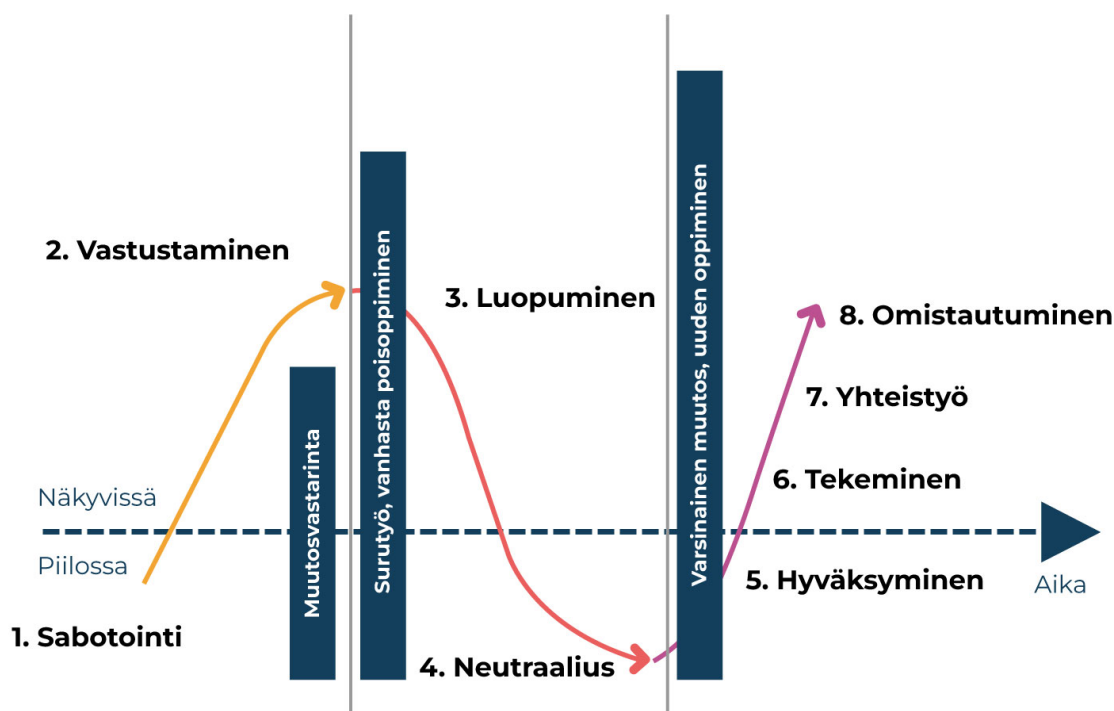 2. Vastustaminen
3. Luopuminen
8. Omistautuminen
7. Yhteistyö
6. Tekeminen
Näkyvissä
Piilossa
5. Hyväksyminen
Aika
1. Sabotointi
4. Neutraalius
Muutosvastarinta
Surutyö, vanhasta poisoppiminen
Varsinainen muutos, uuden oppiminen